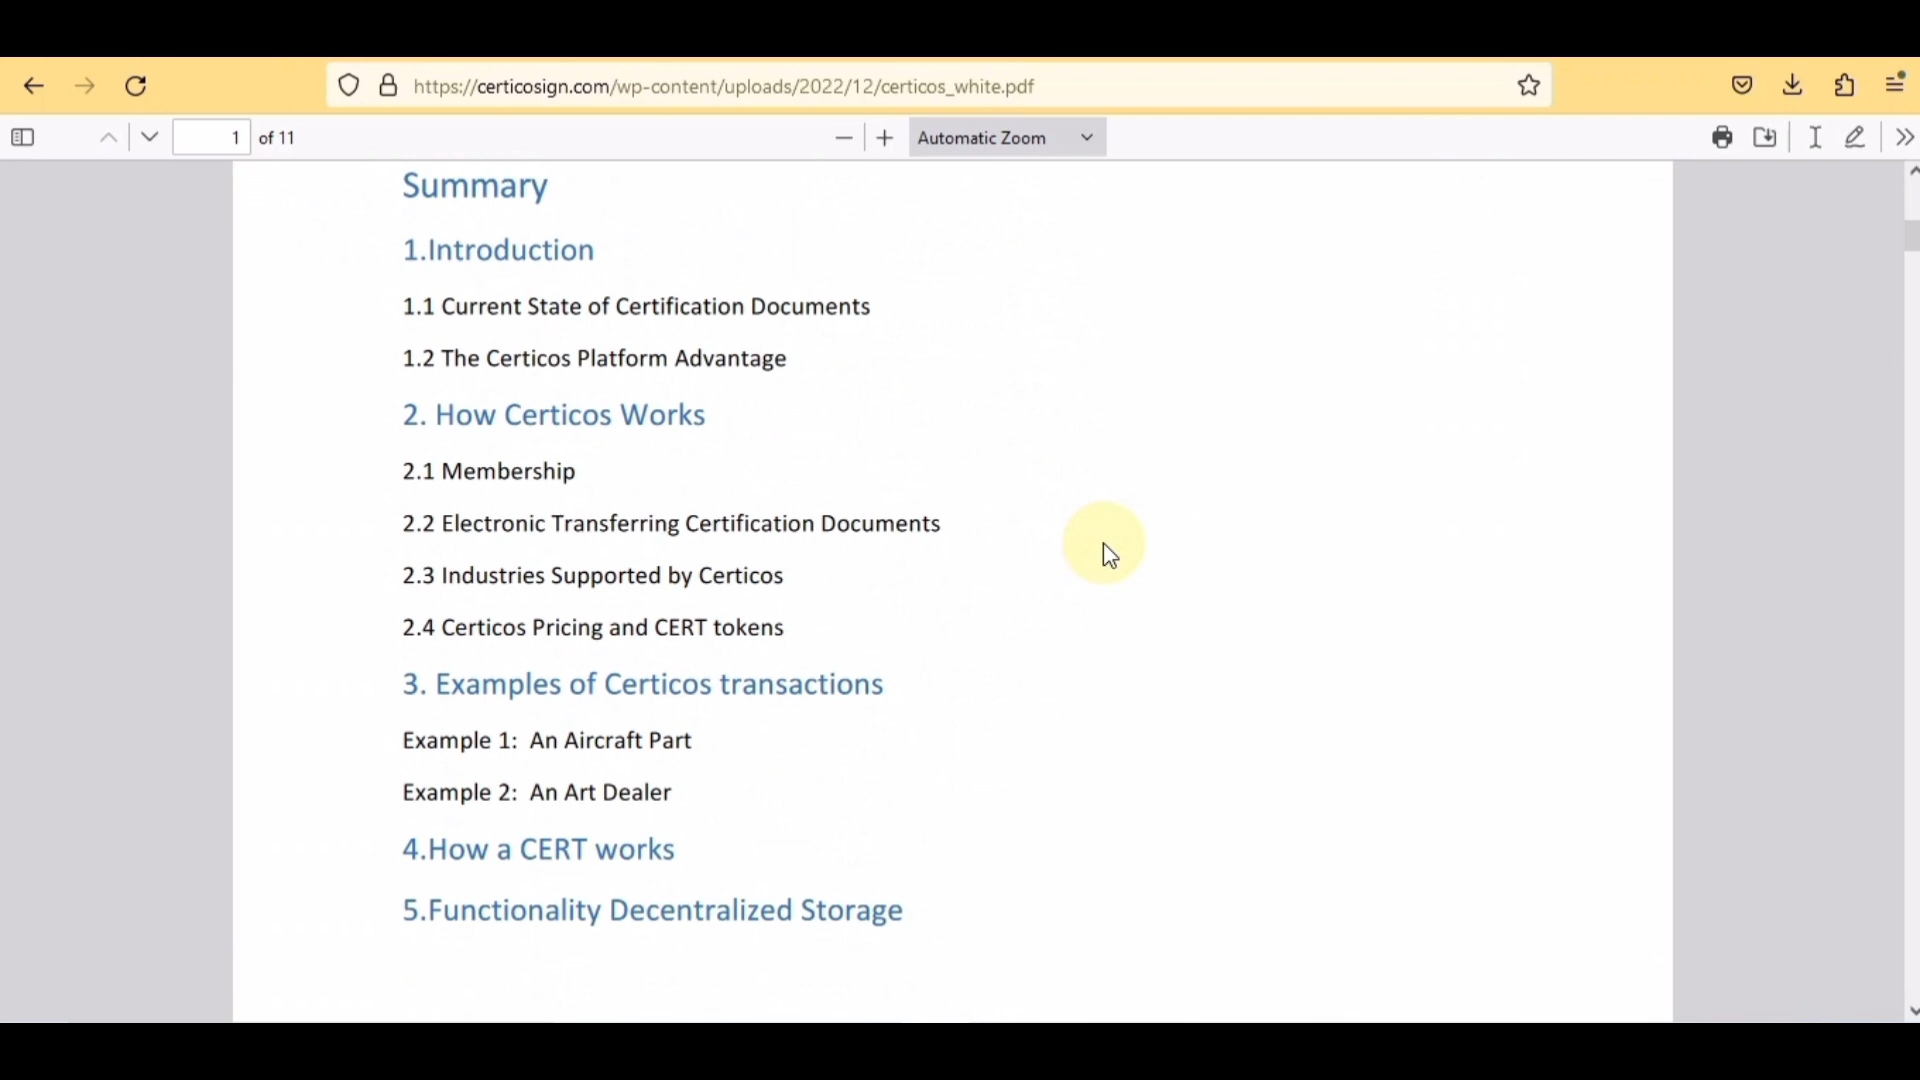 https://certicosign.com/wp-content/uploads/2022/12/certicos_white.pdf
1 of 11
Automatic Zoom
Summary
1.Introduction
1.1 Current State of Certification Documents
1.2 The Certicos Platform Advantage
2. How Certicos Works
2.1 Membership
2.2 Electronic Transferring Certification Documents
2.3 Industries Supported by Certicos
2.4 Certicos Pricing and CERT tokens
3. Examples of Certicos transactions
Example 1:  An Aircraft Part
Example 2:  An Art Dealer
4.How a CERT works
5.Functionality Decentralized Storage